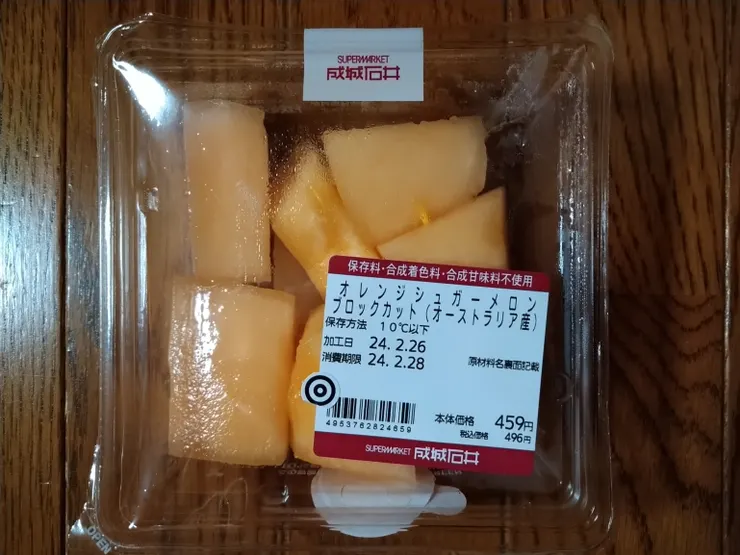 SUPERMARKET
成城石井
保存料・合成着色料・合成甘味料不使用
オレンジシュガーメロン
ブロックカット(オーストラリア産)
保存方法 10℃以下
加工日 24.2.26
消費期限 24.2.28 原材料名裏面記載
本体価格 459円
税込価格 496円
4953762824659
SUPERMARKET 成城石井
OPEN